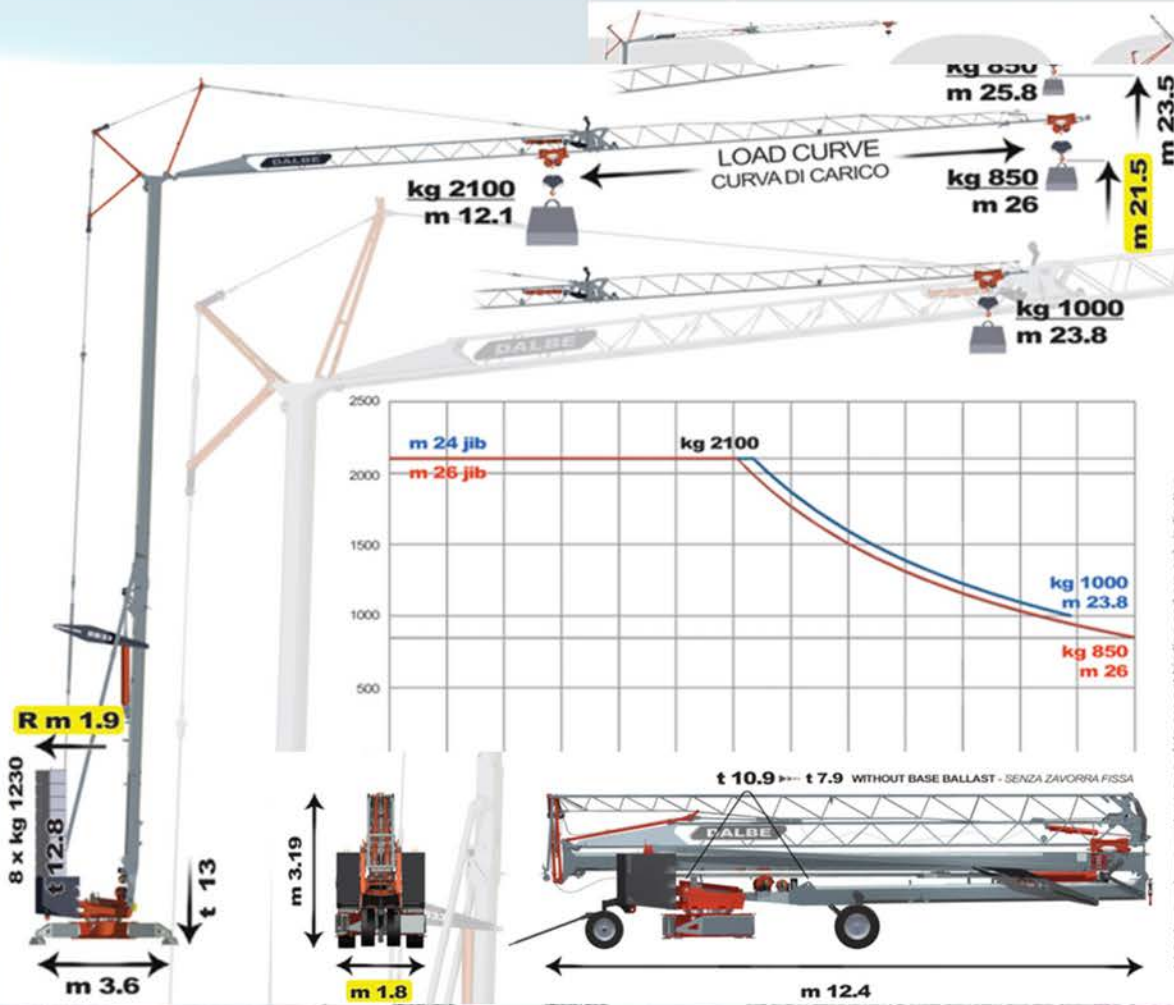 kg 850
m 25.8
m 23.5
DALBE
LOAD CURVE
CURVA DI CARICO
kg 2100
m 12.1
kg 850
m 26
m 21.5
DALBE
kg 1000
m 23.8
2500
m 24 jib
kg 2100
m 26 jib
2000
1500
kg 1000
m 23.8
1000
kg 850
m 26
500
R m 1.9
8 x kg 1230
t 12.8
t 13
m 3.6
m 3.19
m 1.8
t 10.9 t 7.9 WITHOUT BASE BALLAST - SENZA ZAVORRA FISSA
DALBE
m 12.4